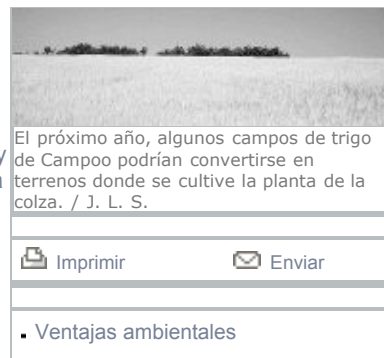 El próximo año, algunos campos de trigo
de Campoo podrían convertirse en
terrenos donde se cultive la planta de la
colza. / J. L. S.
Imprimir
Enviar
Ventajas ambientales